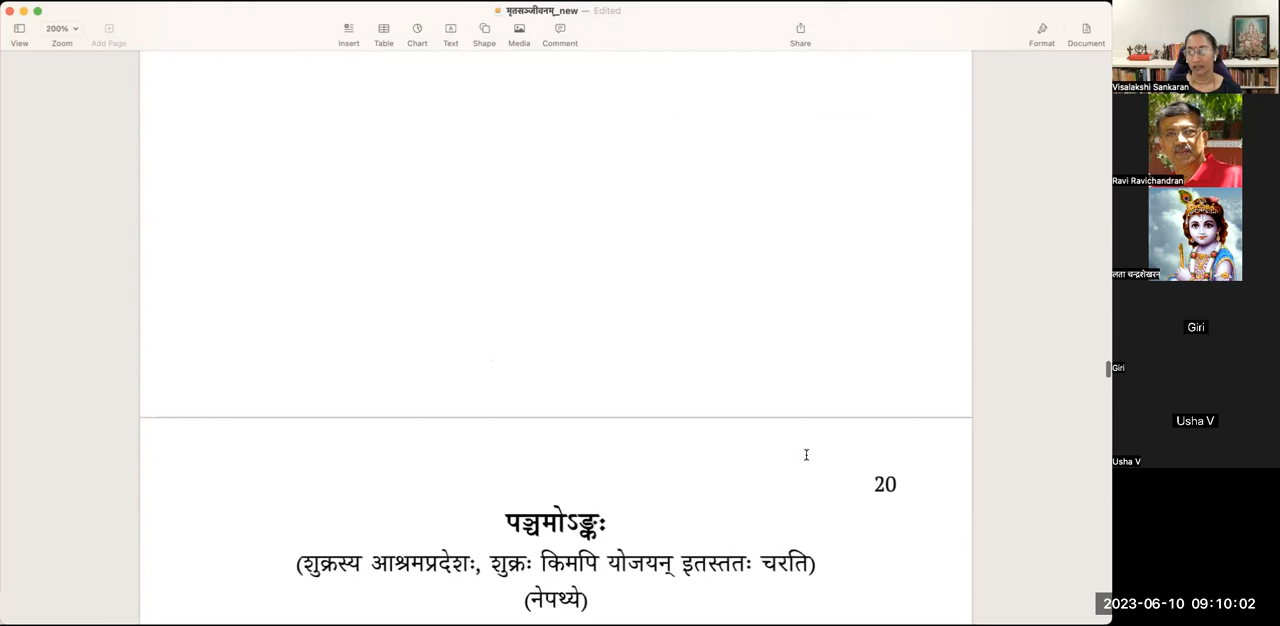 मृतसञ्जीवनम्_new — Edited
200%
View
Zoom
Add Page
Insert
Table
Chart
Text
Shape
Media
Comment
Share
Format
Document
20
पञ्चमोऽङ्कः
(शुक्रस्य आश्रमप्रदेशः, शुक्रः किमपि योजयन् इतस्ततः चरति)
(नेपथ्ये)
Visalakshi Sankaran
Ravi Ravichandran
लता चन्द्रशेखरन
Giri
Giri
Usha V
Usha V
2023-06-10 09:10:02